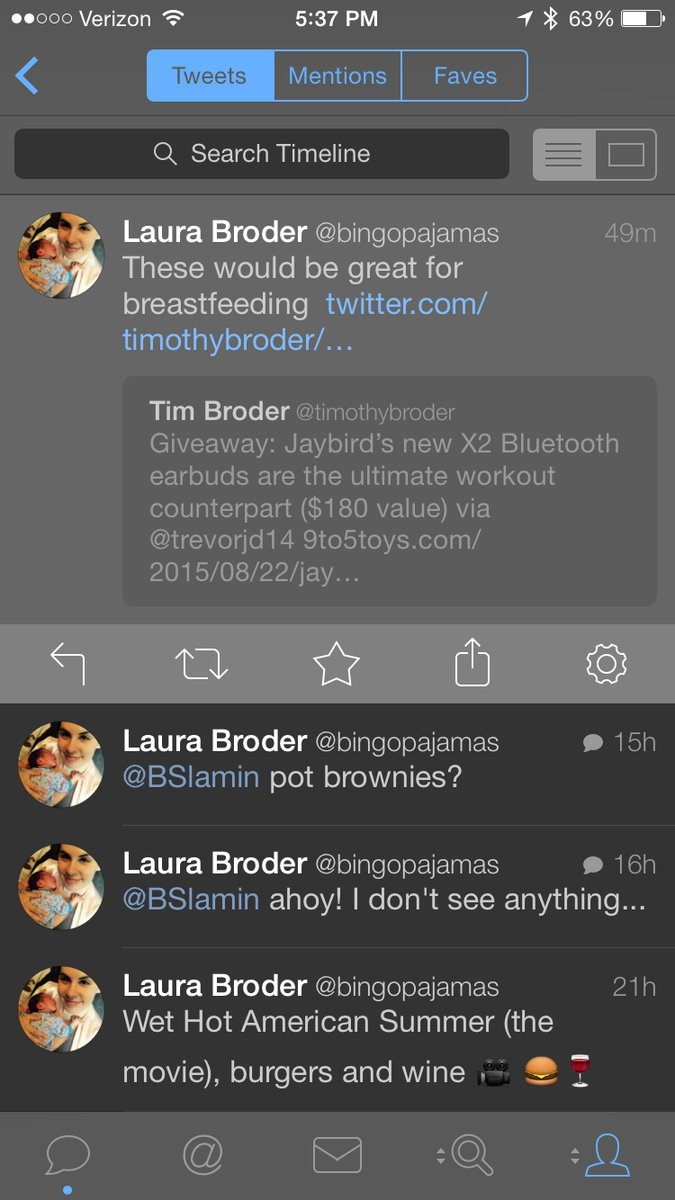 Verizon 5:37 PM 63%
Tweets Mentions Faves
Search Timeline
Laura Broder @bingopajamas 49m
These would be great for
breastfeeding twitter.com/
timothybroder/…
Tim Broder @timothybroder
Giveaway: Jaybird’s new X2 Bluetooth
earbuds are the ultimate workout
counterpart ($180 value) via
@trevorjd14 9to5toys.com/
2015/08/22/jay…
Laura Broder @bingopajamas 15h
@BSlamin pot brownies?
Laura Broder @bingopajamas 16h
@BSlamin ahoy! I don't see anything...
Laura Broder @bingopajamas 21h
Wet Hot American Summer (the
movie), burgers and wine 🎥 🍔 🍷